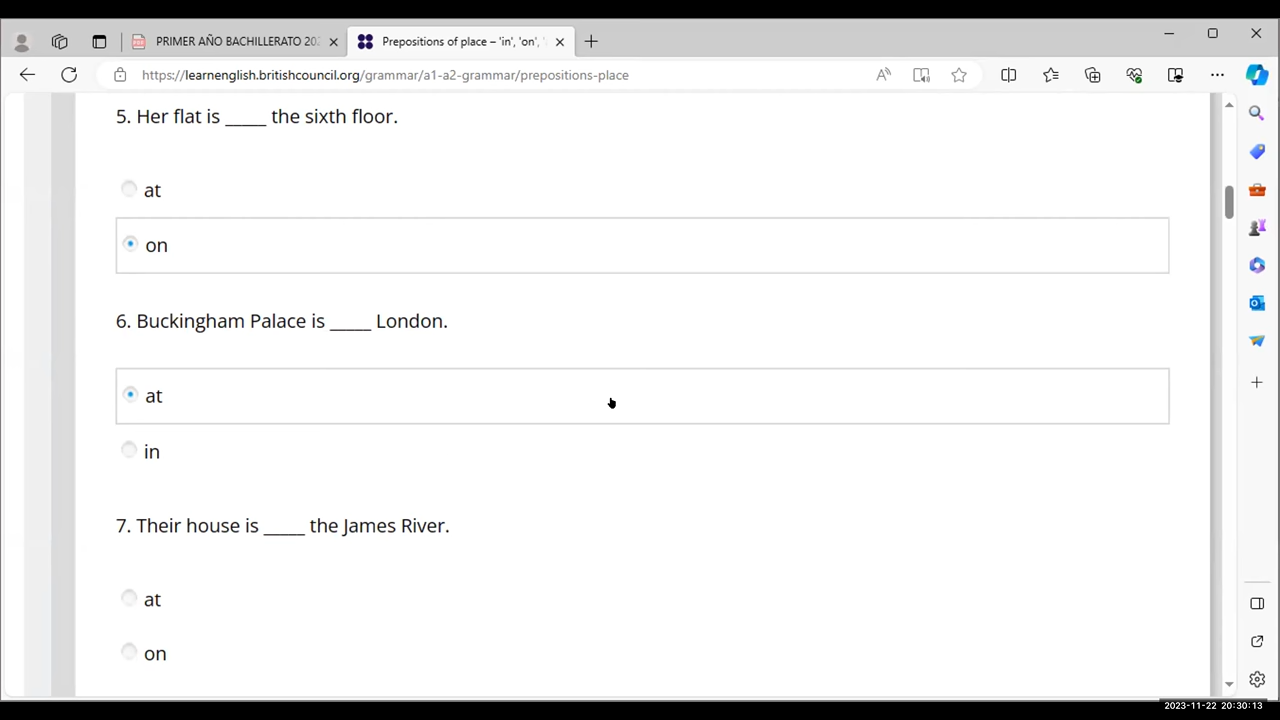 PRIMER AÑO BACHILLERATO 202
Prepositions of place – 'in', 'on', '
https://learnenglish.britishcouncil.org/grammar/a1-a2-grammar/prepositions-place
5. Her flat is _____ the sixth floor.
at
on
6. Buckingham Palace is _____ London.
at
in
7. Their house is _____ the James River.
at
on
2023-11-22 20:30:13